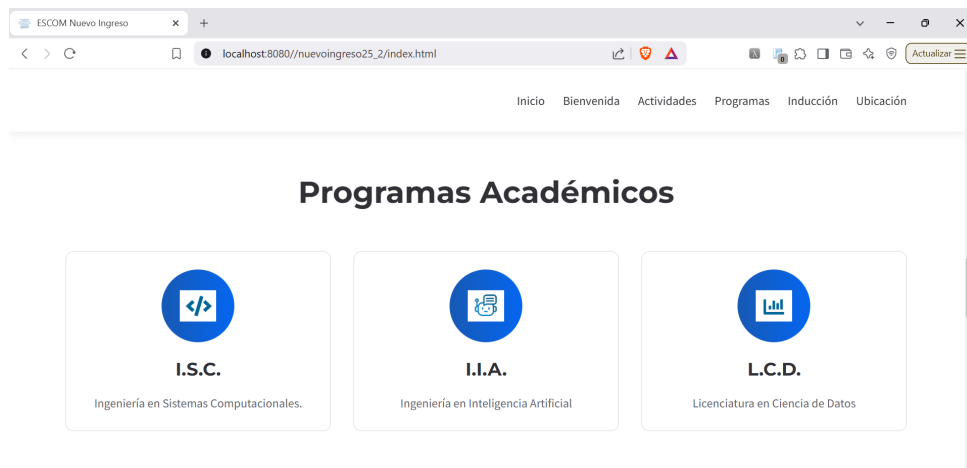 ESCOM Nuevo Ingreso
localhost:8080//nuevoingreso25_2/index.html
0
Actualizar
Inicio Bienvenida Actividades Programas Inducción Ubicación
Programas Académicos
</>
I.S.C.
Ingeniería en Sistemas Computacionales.
I.I.A.
Ingeniería en Inteligencia Artificial
L.C.D.
Licenciatura en Ciencia de Datos